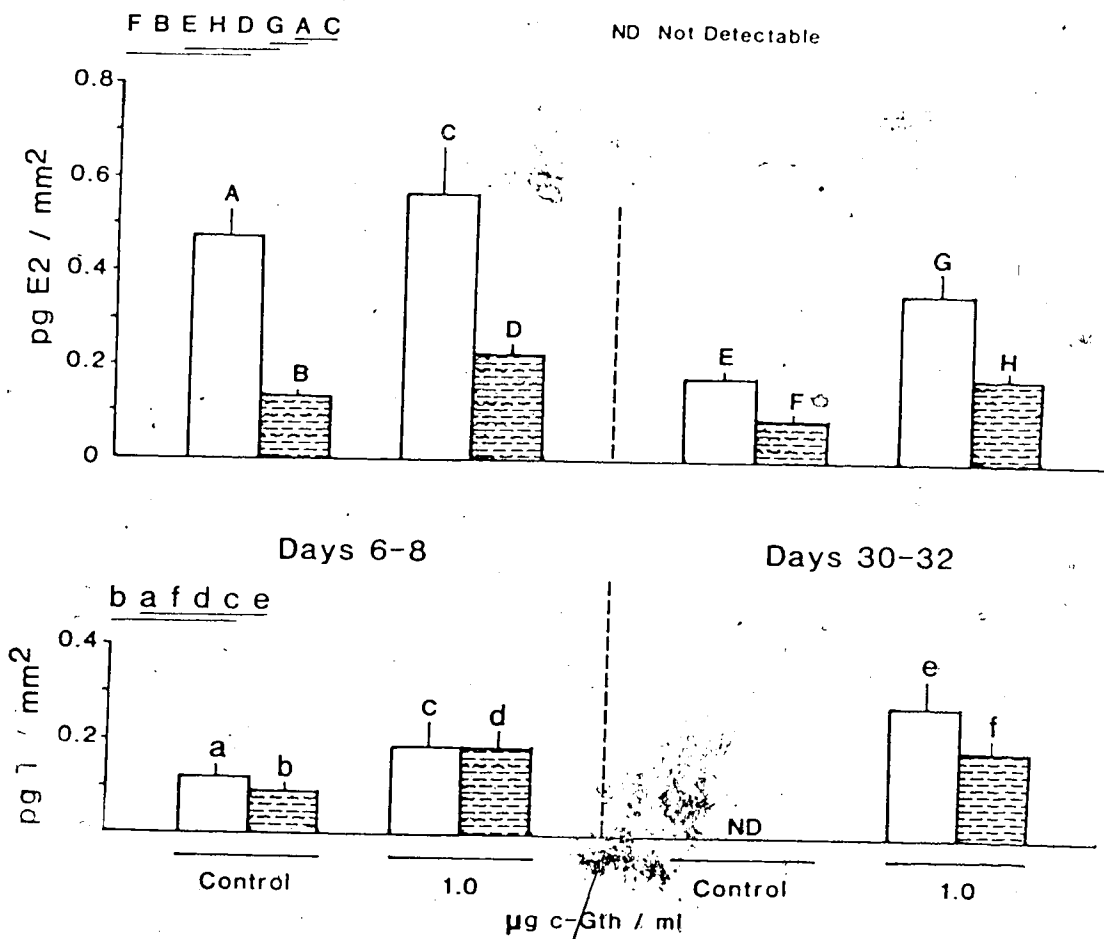 F B E H D G A C
ND Not Detectable
0.8
0.6
0.4
0.2
0
pg E2 / mm2
A
B
C
D
E
F
G
H
Days 6-8
Days 30-32
b a f d c e
0.4
0.2
pg / mm2
a
b
c
d
ND
e
f
Control
1.0
Control
1.0
µg c-Gth / ml